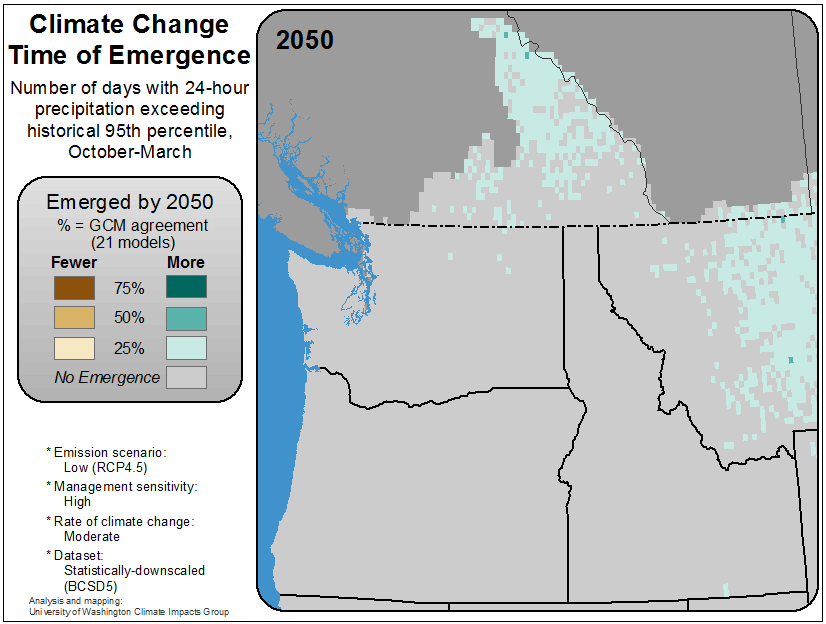 Climate Change
Time of Emergence
Number of days with 24-hour
precipitation exceeding
historical 95th percentile,
October-March
Emerged by 2050
% = GCM agreement
(21 models)
Fewer More
75%
50%
25%
No Emergence
* Emission scenario:
Low (RCP4.5)
* Management sensitivity:
High
* Rate of climate change:
Moderate
* Dataset:
Statistically-downscaled
(BCSD5)
Analysis and mapping:
University of Washington Climate Impacts Group
2050